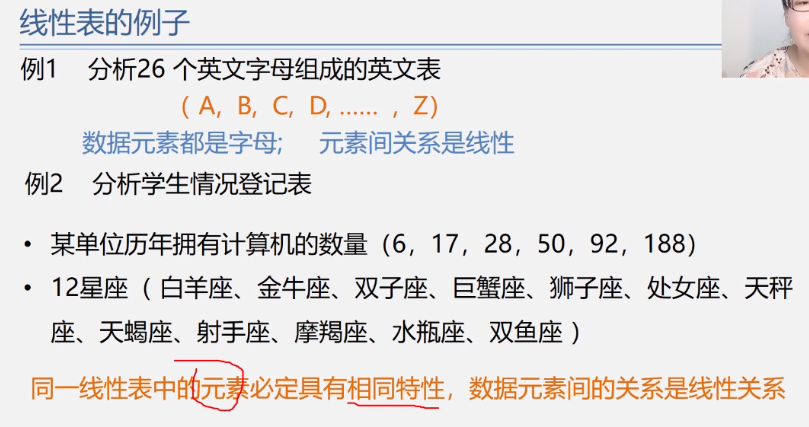 线性表的例子
例1 分析26 个英文字母组成的英文表
（ A, B, C, D, …… ，Z）
数据元素都是字母; 元素间关系是线性
例2 分析学生情况登记表
• 某单位历年拥有计算机的数量（6，17，28，50，92，188）
• 12星座（ 白羊座、金牛座、双子座、巨蟹座、狮子座、处女座、天秤
座、天蝎座、射手座、摩羯座、水瓶座、双鱼座 ）
同一线性表中的元素必定具有相同特性，数据元素间的关系是线性关系